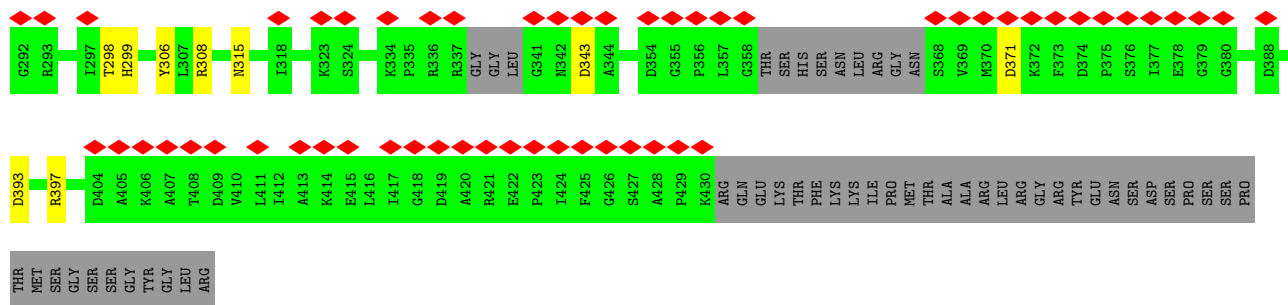 G292 R293 I297 T298 H299 Y306 L307 R308 N315 I318 K323 S324 K334 P335 R336 R337 GLY GLY LEU G341 N342 D343 A344 D354 G355 P356 L357 G358 THR SER HIS SER ASN LEU ARG GLY ASN S368 V369 M370 D371 K372 F373 D374 P375 S376 I377 E378 G379 G380 D388
D393 R397 D404 A405 K406 A407 T408 D409 V410 L411 I412 A413 K414 E415 L416 I417 G418 D419 A420 R421 E422 P423 I424 F425 G426 S427 A428 P429 K430 ARG GLN GLU LYS THR PHE LYS LYS ILE PRO MET THR ALA ALA ARG LEU ARG GLY ARG TYR GLU ASN SER ASP SER PRO SER SER PRO
THR MET SER GLY SER SER GLY TYR GLY LEU ARG